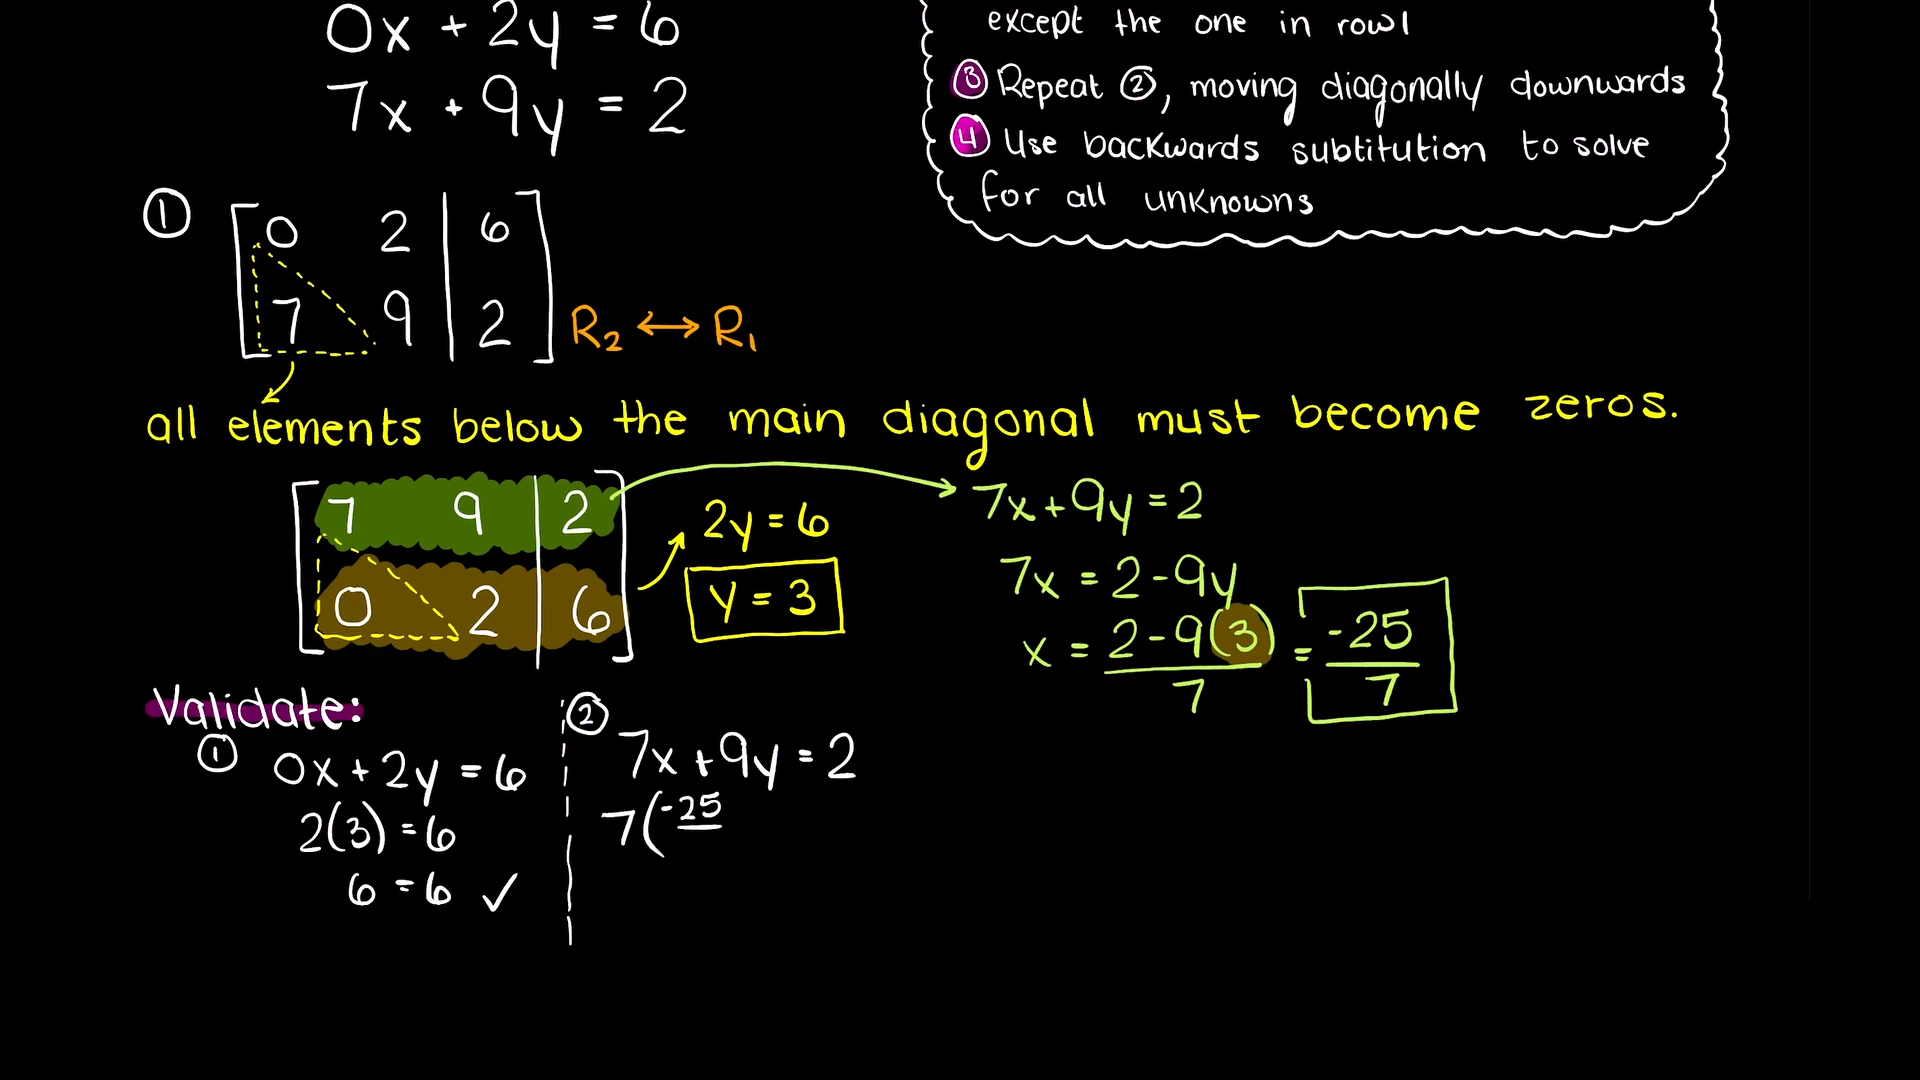 0x + 2y = 6
7x + 9y = 2
except the one in row1
③ Repeat ②, moving diagonally downwards
④ Use backwards subtitution to solve
for all unknowns
① [ 0 2 | 6 ]
[ 7 9 | 2 ] R₂ ↔ R₁
all elements below the main diagonal must become zeros.
[ 7 9 | 2 ]
[ 0 2 | 6 ]
2y = 6
y = 3
7x + 9y = 2
7x = 2 - 9y
x = 2 - 9(3) / 7 = -25 / 7
Validate:
① 0x + 2y = 6
2(3) = 6
6 = 6 ✓
② 7x + 9y = 2
7(-25